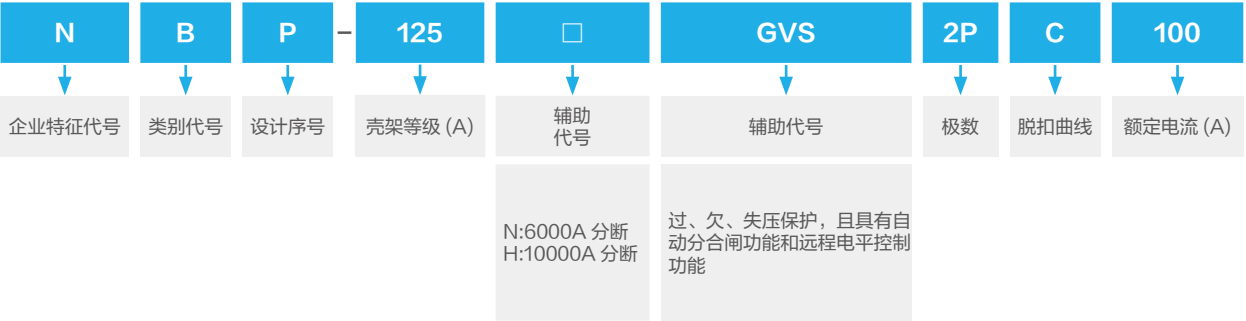 N B P - 125 □ GVS 2P C 100
企业特征代号 类别代号 设计序号 壳架等级 (A) 辅助 代号 辅助代号 极数 脱扣曲线 额定电流 (A)
N:6000A 分断
H:10000A 分断
过、欠、失压保护，且具有自
动分合闸功能和远程电平控制
功能